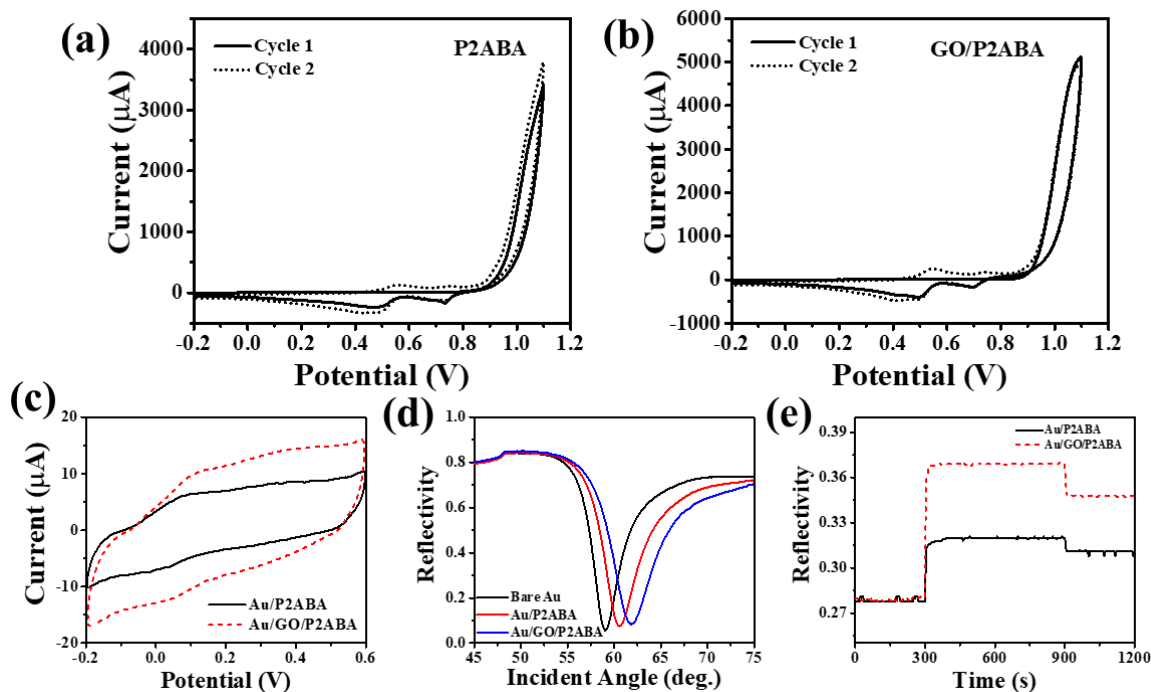 (a)
P2ABA
Cycle 1
Cycle 2
Current (μA)
4000
3000
2000
1000
0
-0.2 0.0 0.2 0.4 0.6 0.8 1.0 1.2
Potential (V)
(b)
GO/P2ABA
Cycle 1
Cycle 2
Current (μA)
6000
5000
4000
3000
2000
1000
0
-1000
-0.2 0.0 0.2 0.4 0.6 0.8 1.0 1.2
Potential (V)
(c)
Current (μA)
20
10
0
-10
-20
Au/P2ABA
Au/GO/P2ABA
-0.2 0.0 0.2 0.4 0.6
Potential (V)
(d)
Reflectivity
1.0
0.8
0.6
0.4
0.2
0.0
Bare Au
Au/P2ABA
Au/GO/P2ABA
45 50 55 60 65 70 75
Incident Angle (deg.)
(e)
Au/P2ABA
Au/GO/P2ABA
Reflectivity
0.39
0.36
0.33
0.30
0.27
0 300 600 900 1200
Time (s)